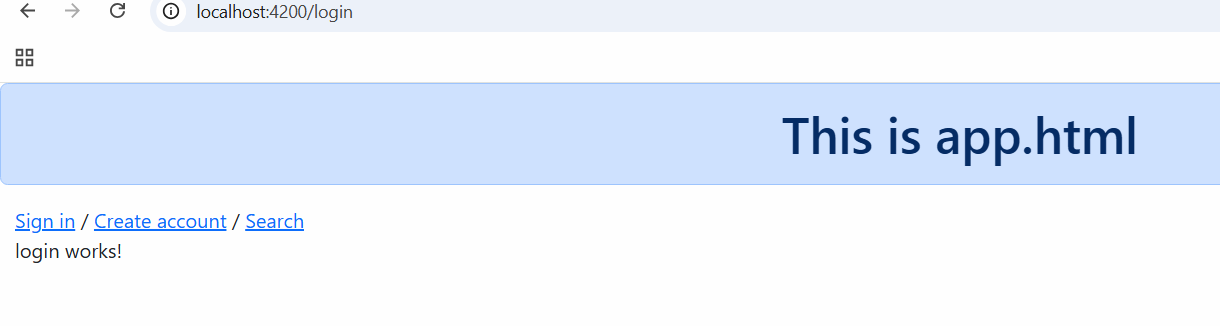 localhost:4200/login
This is app.html
Sign in / Create account / Search
login works!